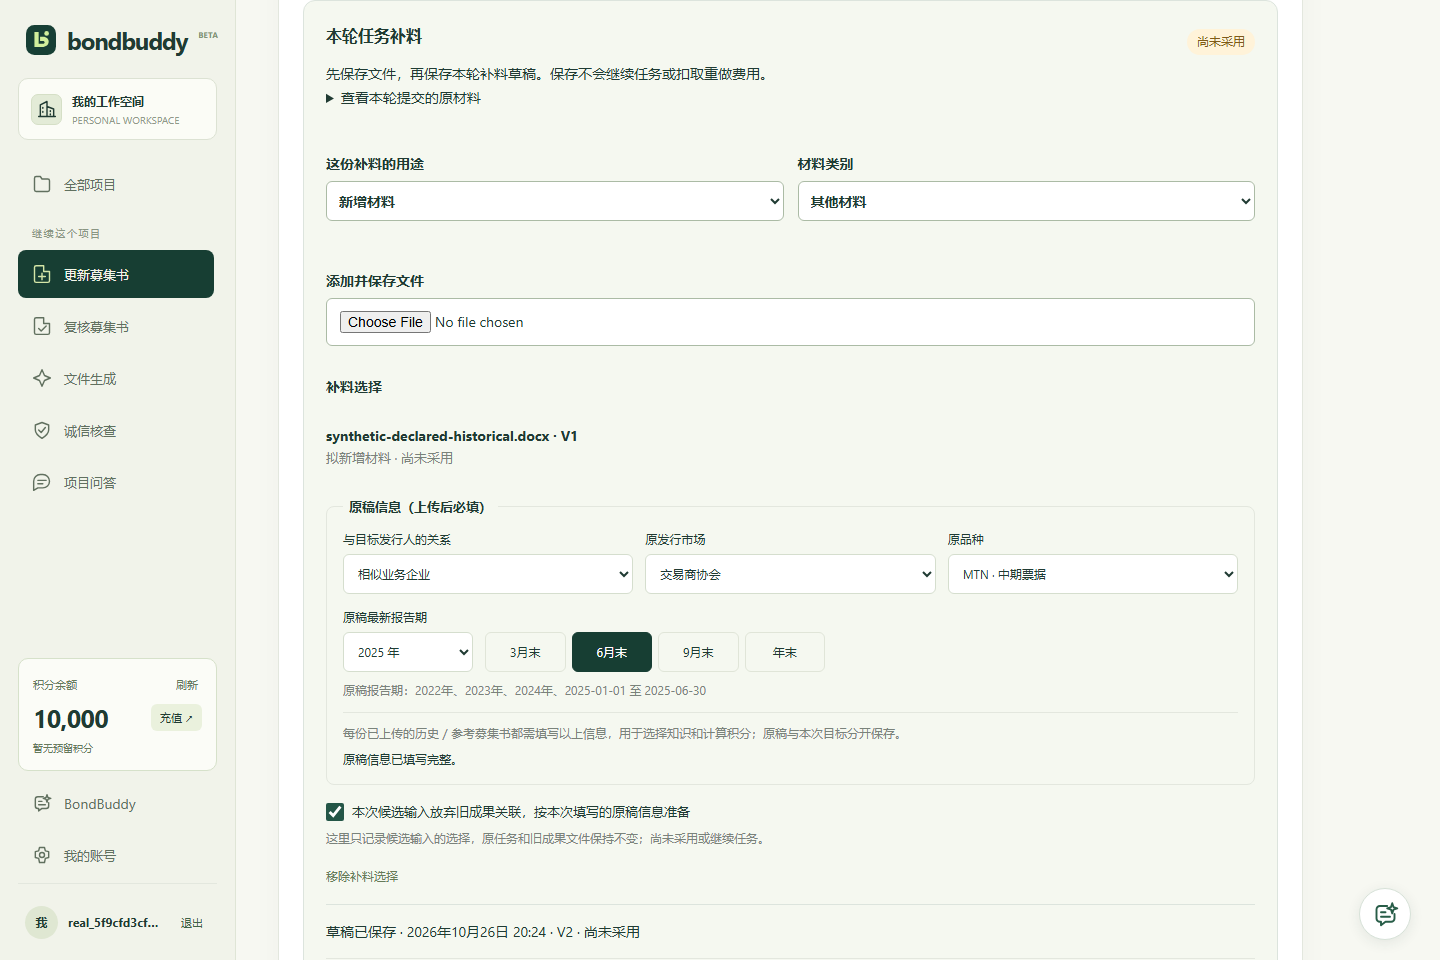 bondbuddy BETA
我的工作空间
PERSONAL WORKSPACE
全部项目
继续这个项目
更新募集书
复核募集书
文件生成
诚信核查
项目问答
积分余额 刷新
10,000 充值 ↗
暂无预留积分
BondBuddy
我的账号
我 real_5f9cfd3cf... 退出
本轮任务补料
尚未采用
先保存文件，再保存本轮补料草稿。保存不会继续任务或扣取重做费用。
▶ 查看本轮提交的原材料
这份补料的用途 材料类别
新增材料 其他材料
添加并保存文件
Choose File No file chosen
补料选择
synthetic-declared-historical.docx · V1
拟新增材料 · 尚未采用
原稿信息（上传后必填）
与目标发行人的关系 原发行市场 原品种
相似业务企业 交易商协会 MTN · 中期票据
原稿最新报告期
2025 年 3月末 6月末 9月末 年末
原稿报告期：2022年、2023年、2024年、2025-01-01 至 2025-06-30
每份已上传的历史 / 参考募集书都需填写以上信息，用于选择知识和计算积分；原稿与本次目标分开保存。
原稿信息已填写完整。
本次候选输入放弃旧成果关联，按本次填写的原稿信息准备
这里只记录候选输入的选择，原任务和旧成果文件保持不变；尚未采用或继续任务。
移除补料选择
草稿已保存 · 2026年10月26日 20:24 · V2 · 尚未采用